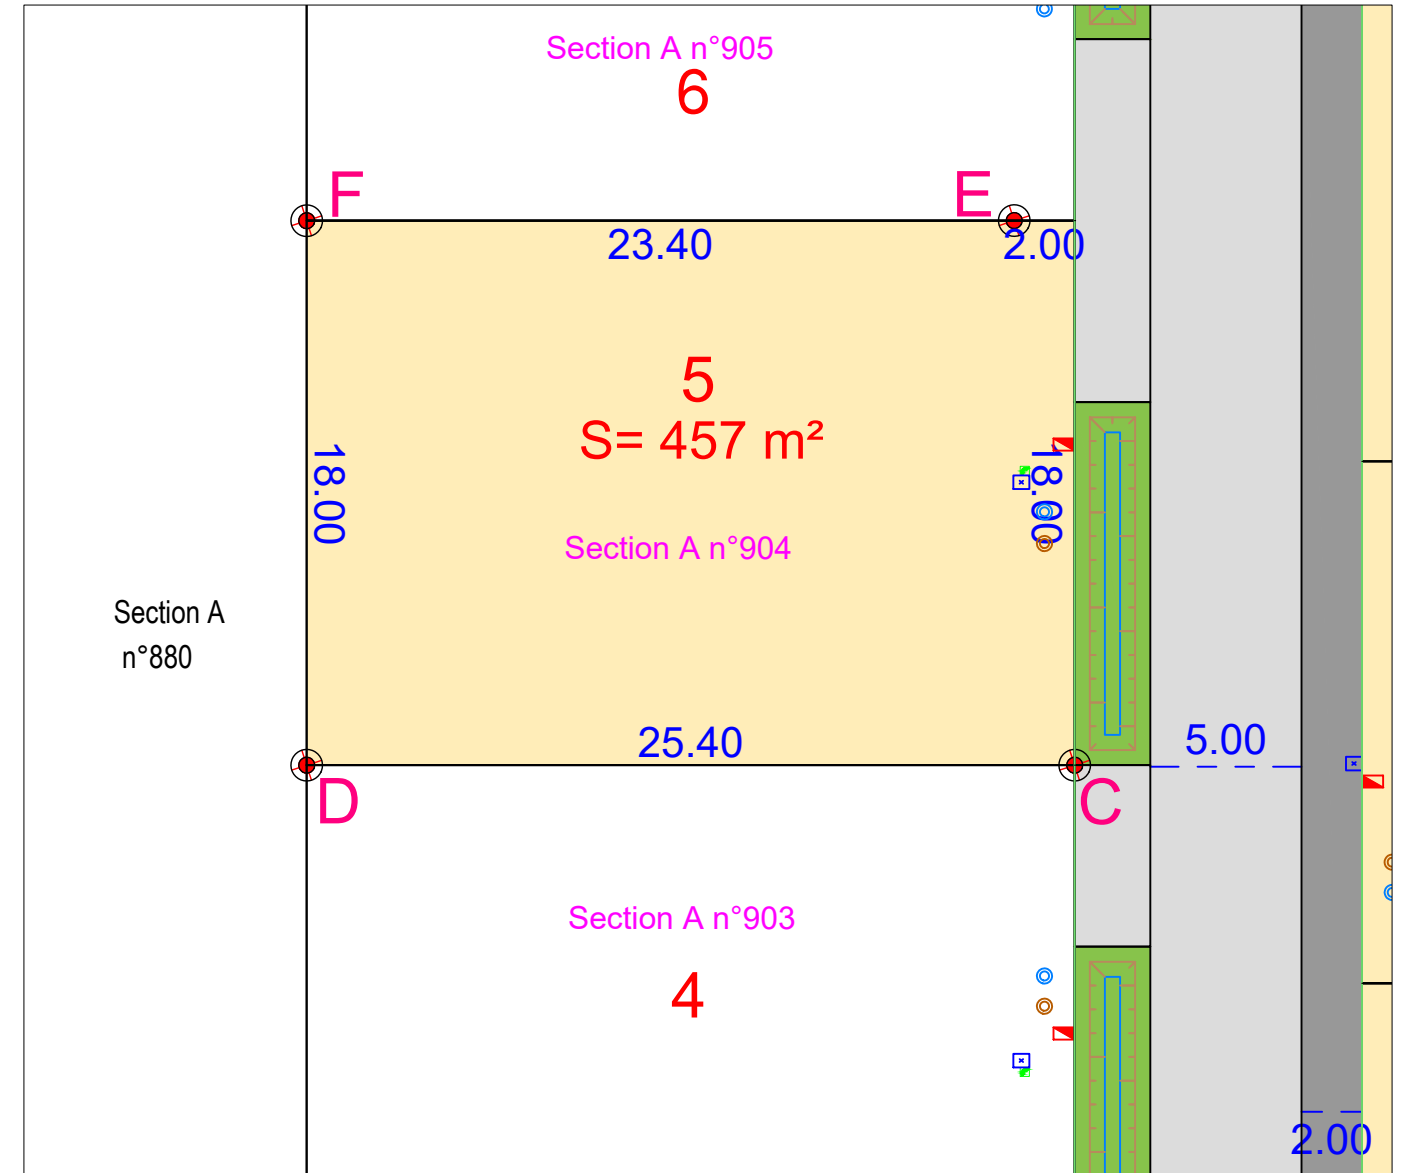 Section A n°905
6
F
E
23.40
2.00
5
S= 457 m²
18.00
18.00
Section A n°904
Section A
n°880
25.40
5.00
D
C
Section A n°903
4
2.00